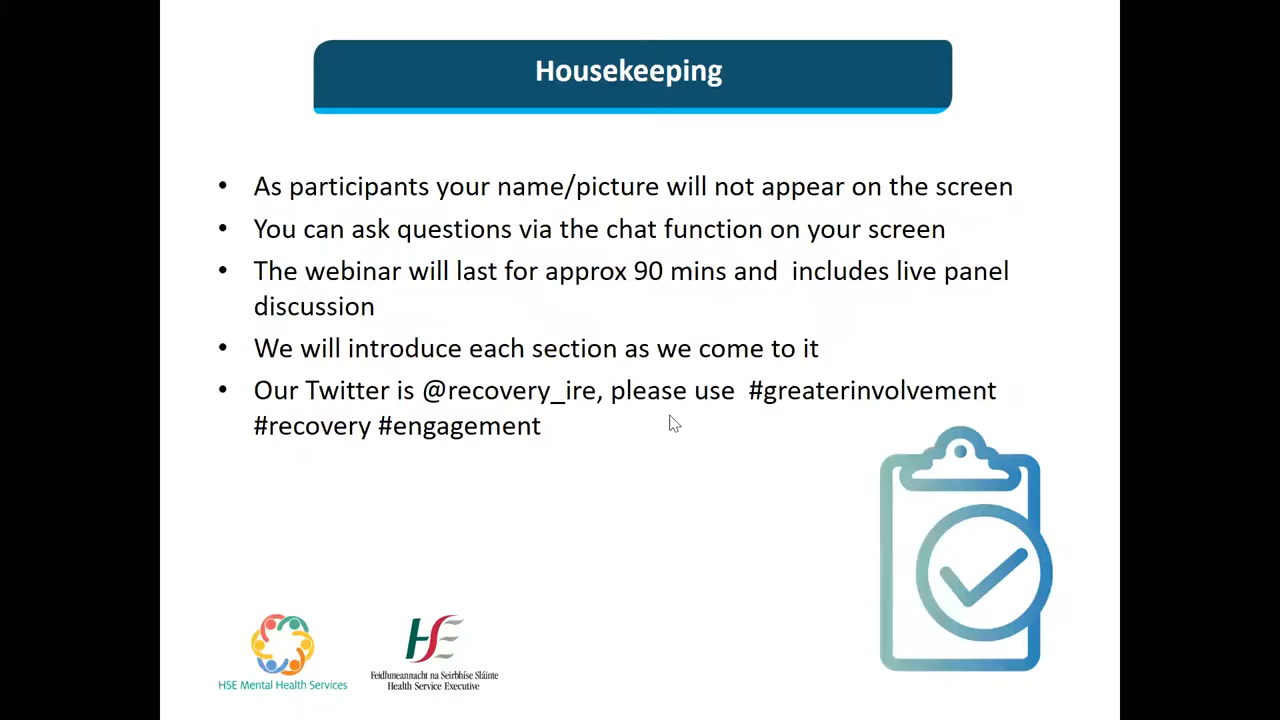 Housekeeping
• As participants your name/picture will not appear on the screen
• You can ask questions via the chat function on your screen
• The webinar will last for approx 90 mins and  includes live panel
discussion
• We will introduce each section as we come to it
• Our Twitter is @recovery_ire, please use  #greaterinvolvement
#recovery #engagement
HSE Mental Health Services
HSE
Feidhmeannacht na Seirbhíse Sláinte
Health Service Executive